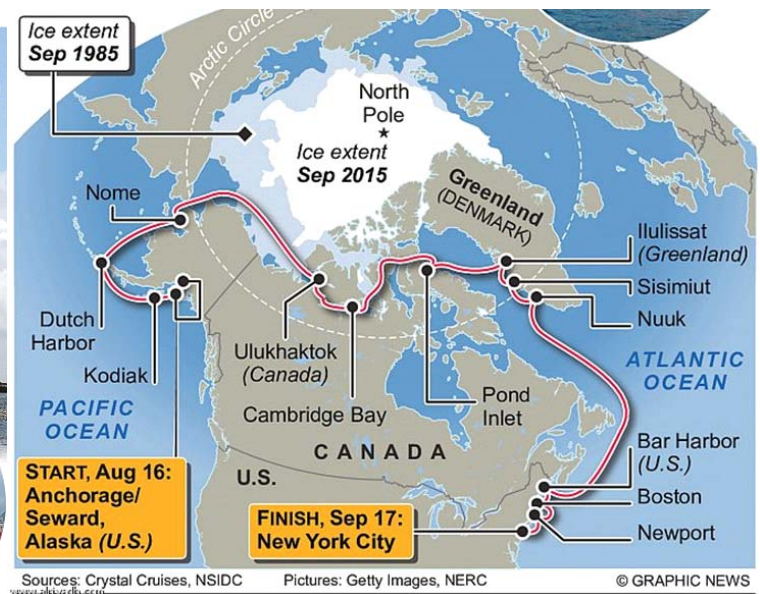 Ice extent
Sep 1985
Arctic Circle
North
Pole
Ice extent
Sep 2015
Greenland
(DENMARK)
Nome
Ilulissat
(Greenland)
Sisimiut
Nuuk
Dutch
Harbor
Kodiak
Ulukhaktok
(Canada)
Cambridge Bay
Pond
Inlet
ATLANTIC
OCEAN
PACIFIC
OCEAN
CANADA
U.S.
Bar Harbor
(U.S.)
Boston
Newport
START, Aug 16:
Anchorage/
Seward,
Alaska (U.S.)
FINISH, Sep 17:
New York City
Sources: Crystal Cruises, NSIDC
Pictures: Getty Images, NERC
© GRAPHIC NEWS